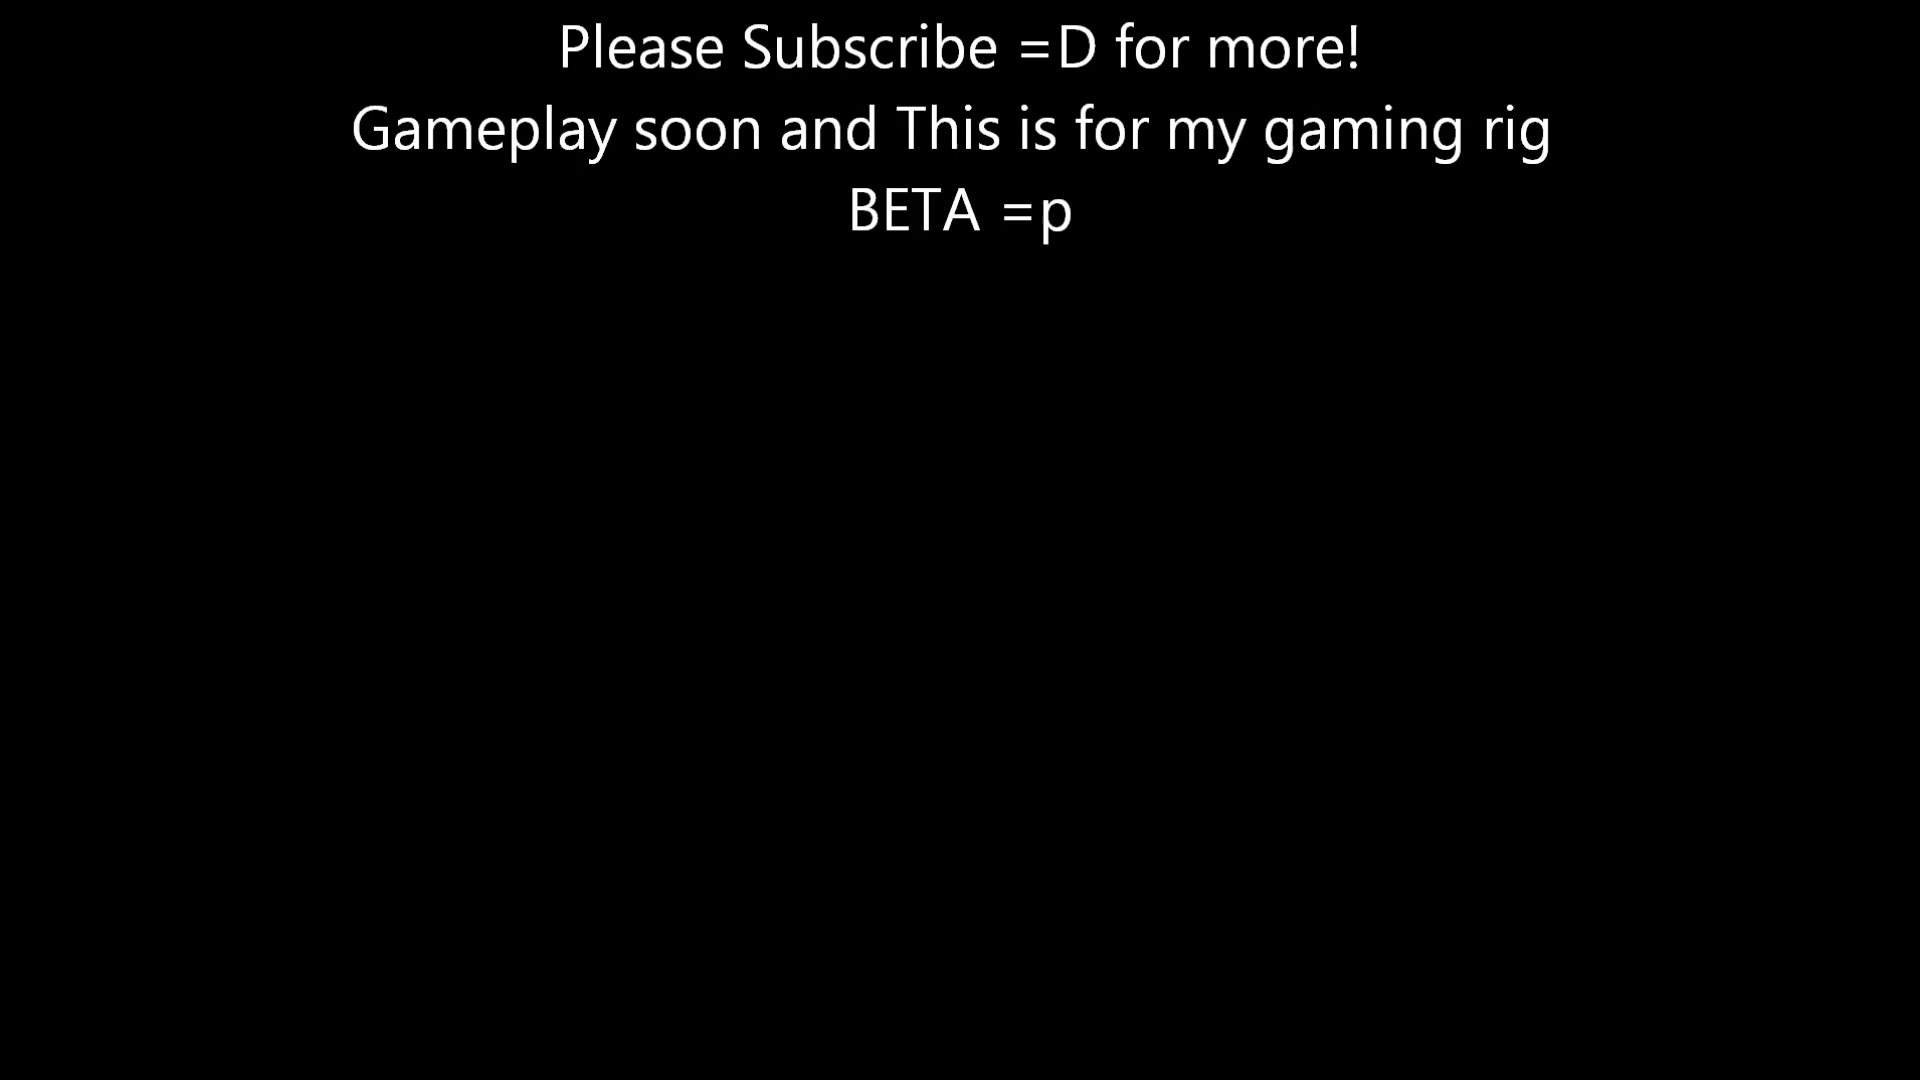 Please Subscribe =D for more!
Gameplay soon and This is for my gaming rig
BETA =p